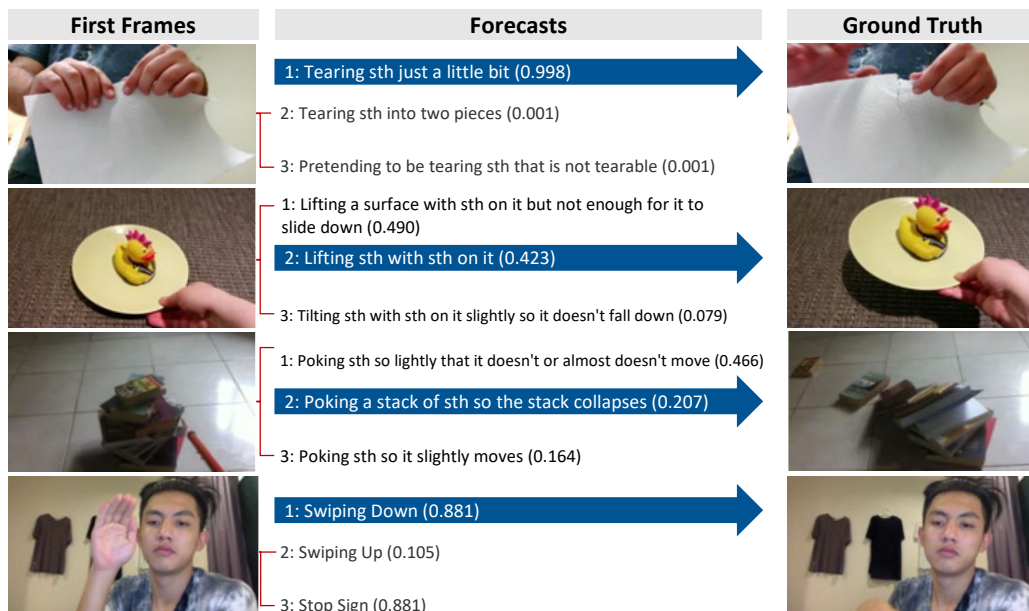 First Frames
Forecasts
Ground Truth
1: Tearing sth just a little bit (0.998)
2: Tearing sth into two pieces (0.001)
3: Pretending to be tearing sth that is not tearable (0.001)
1: Lifting a surface with sth on it but not enough for it to
slide down (0.490)
2: Lifting sth with sth on it (0.423)
3: Tilting sth with sth on it slightly so it doesn't fall down (0.079)
1: Poking sth so lightly that it doesn't or almost doesn't move (0.466)
2: Poking a stack of sth so the stack collapses (0.207)
3: Poking sth so it slightly moves (0.164)
1: Swiping Down (0.881)
2: Swiping Up (0.105)
3: Stop Sign (0.881)